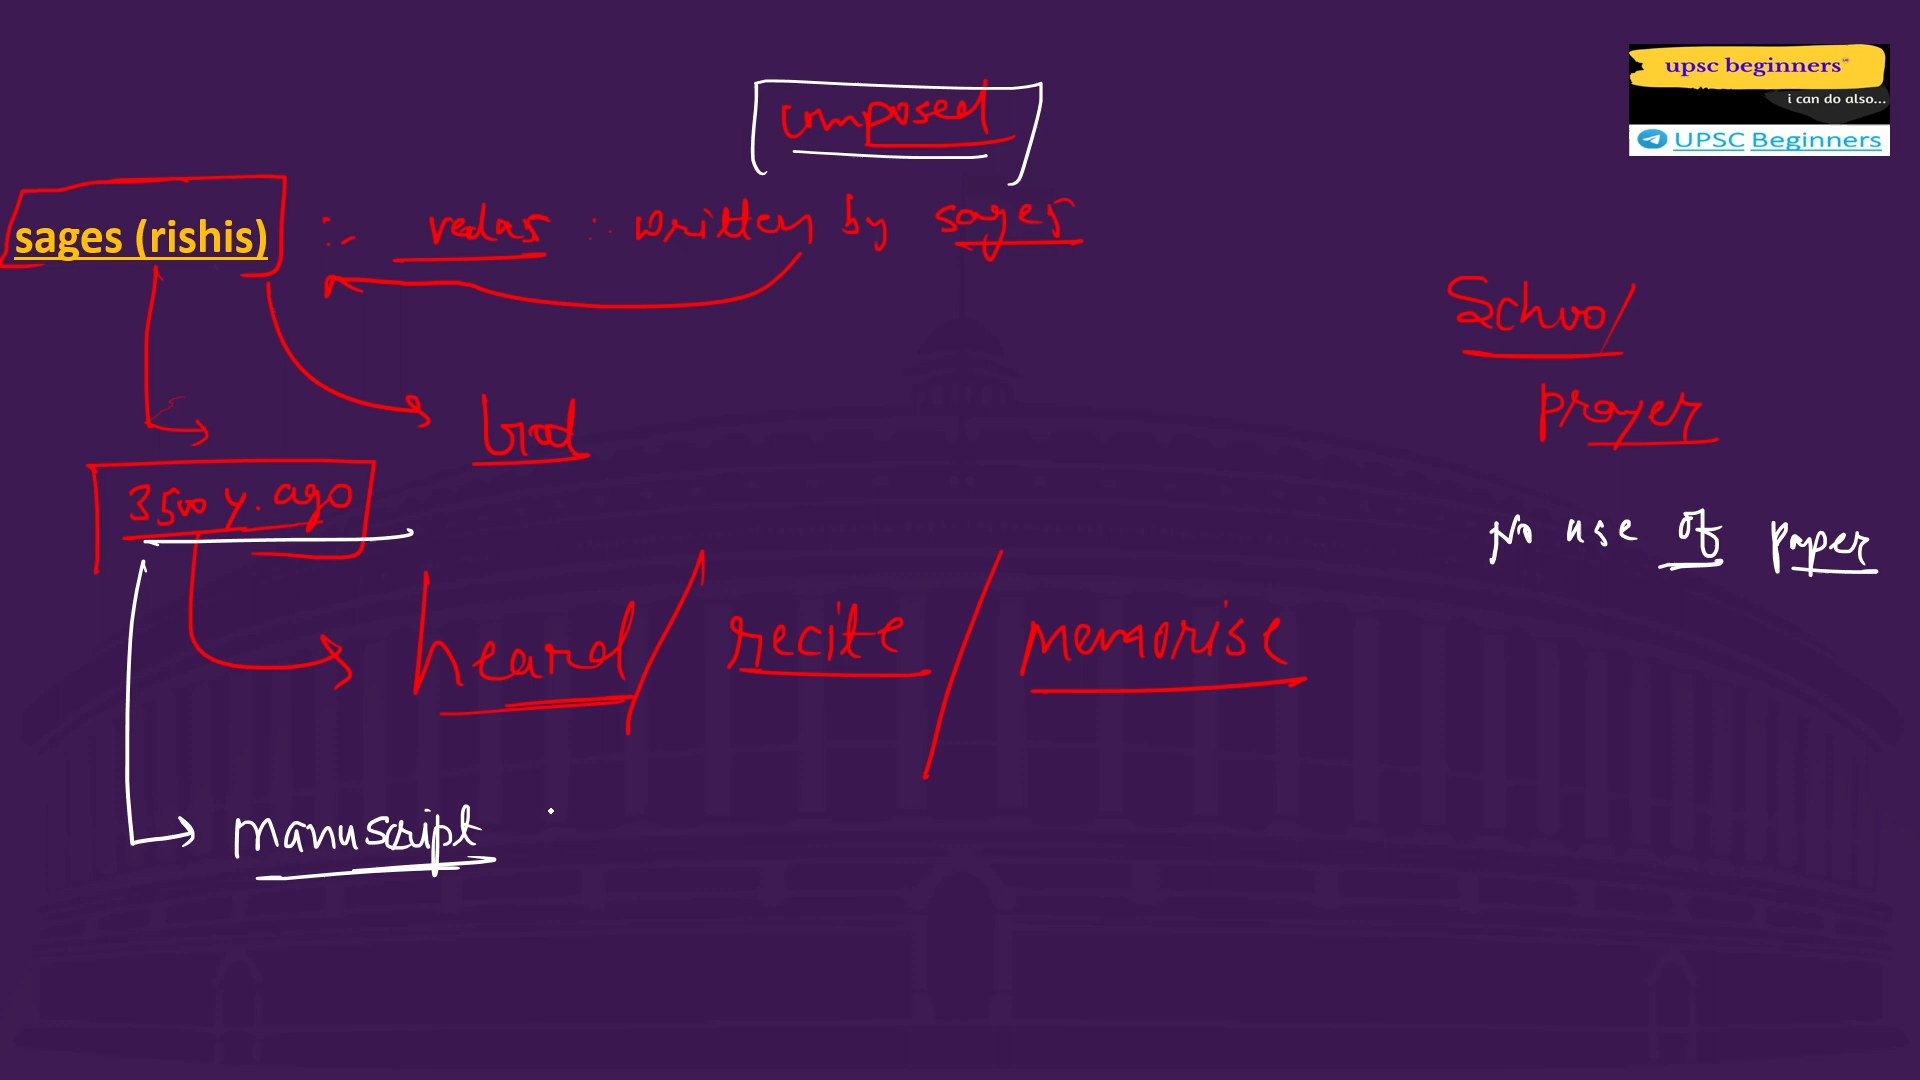 upsc beginners
i can do also...
UPSC Beginners
composed
sages (rishis) :- vedas : written by sages
School
prayer
God
3500 y. ago
No use of paper
heard / recite / memorise
manuscript